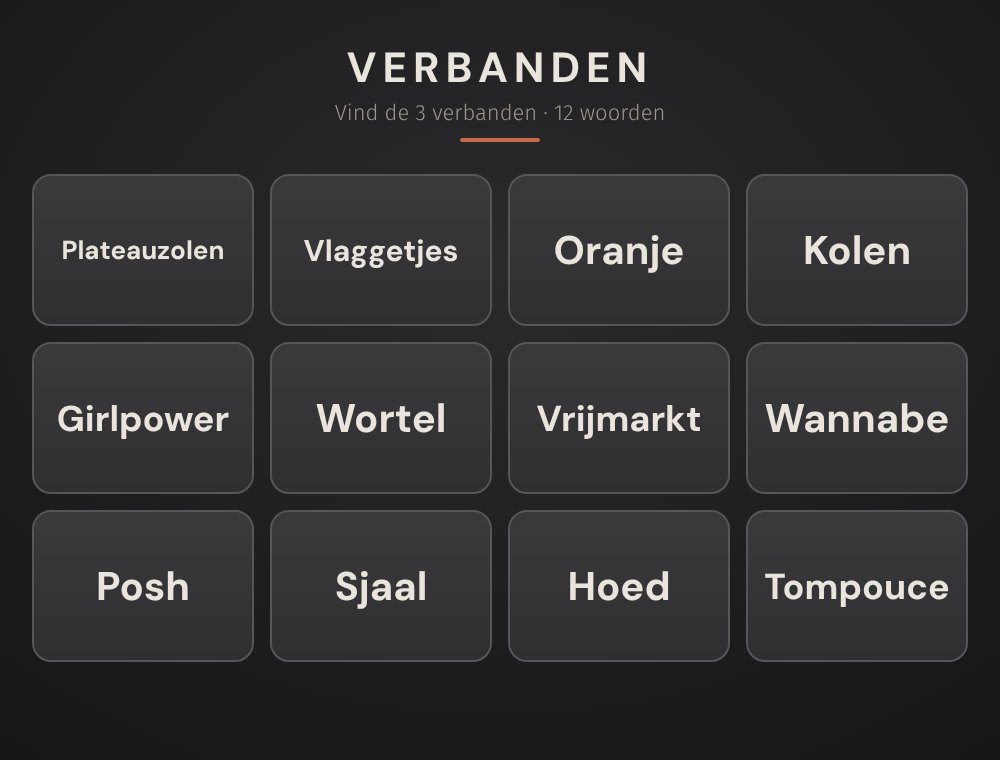 VERBANDEN
Vind de 3 verbanden · 12 woorden
Plateauzolen
Vlaggetjes
Oranje
Kolen
Girlpower
Wortel
Vrijmarkt
Wannabe
Posh
Sjaal
Hoed
Tompouce